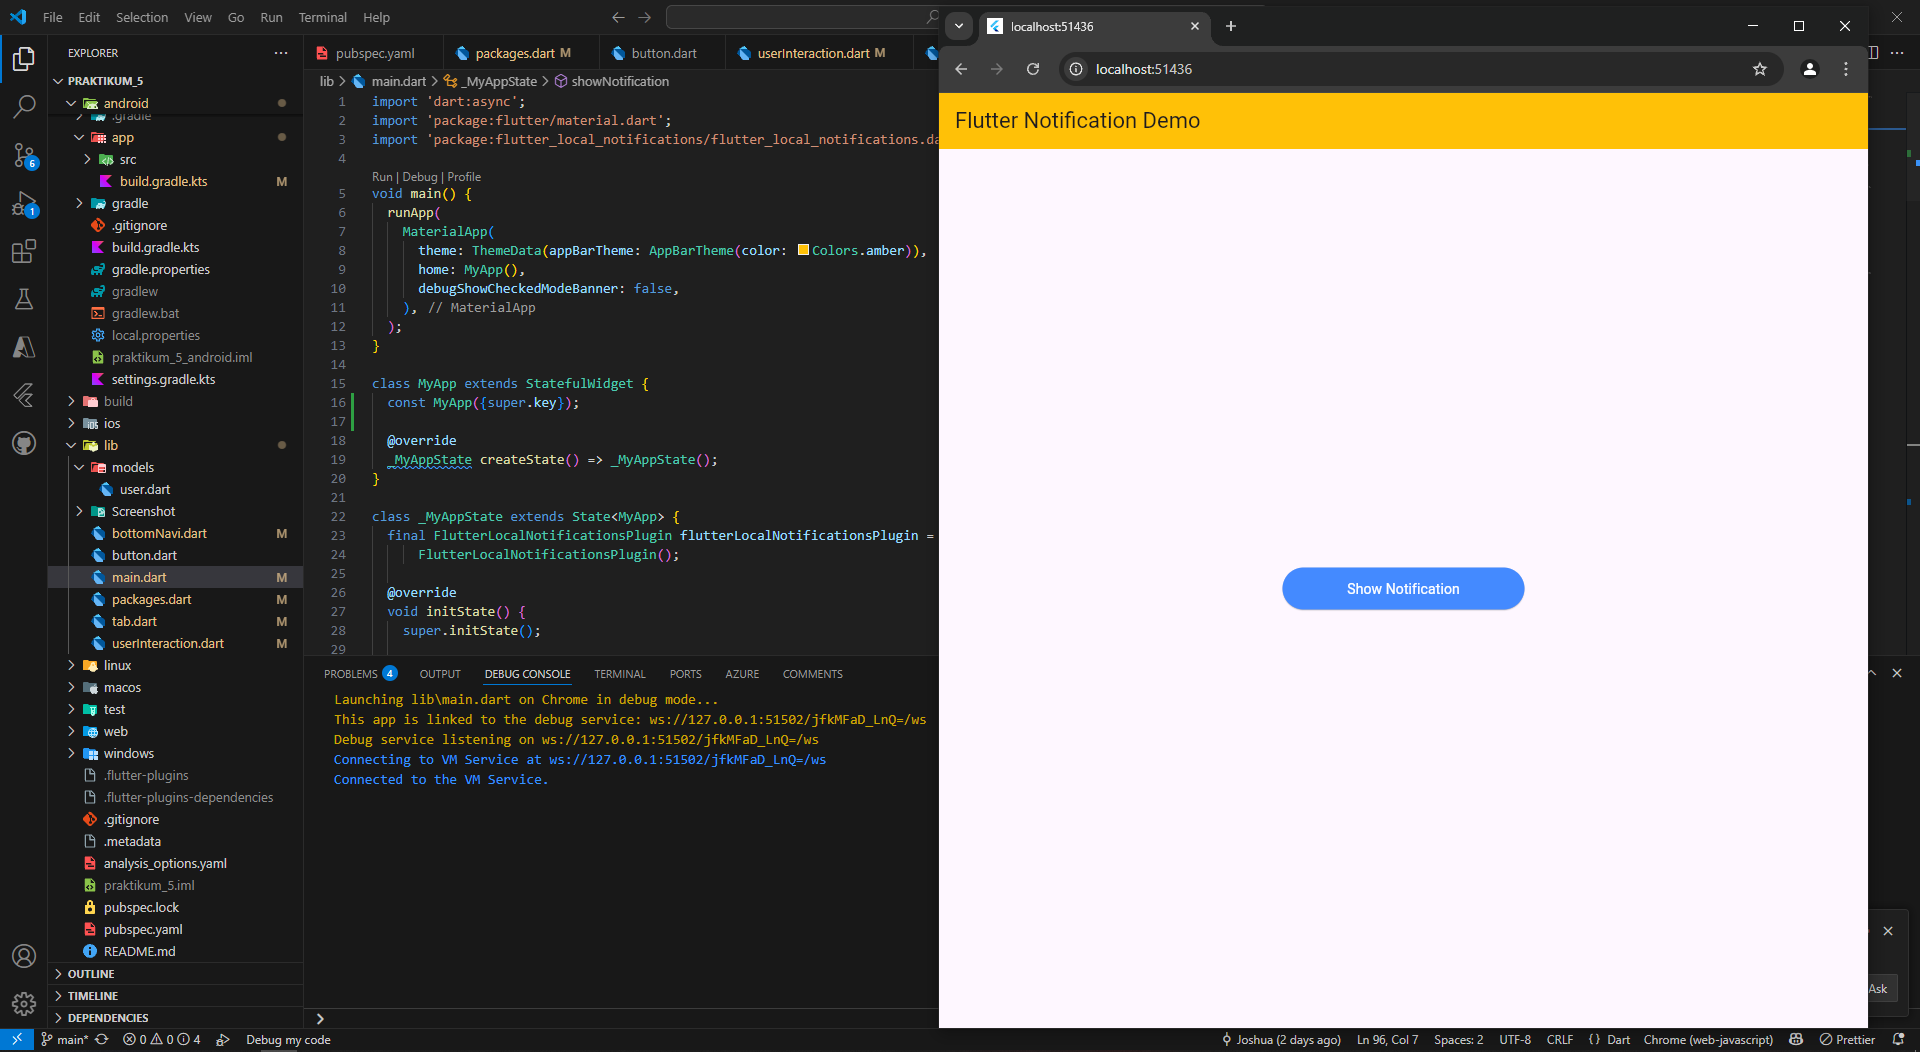 File Edit Selection View Go Run Terminal Help
EXPLORER
PRAKTIKUM_5
android
.gradle
app
src
build.gradle.kts M
gradle
.gitignore
build.gradle.kts
gradle.properties
gradlew
gradlew.bat
local.properties
praktikum_5_android.iml
settings.gradle.kts
build
ios
lib
models
user.dart
Screenshot
bottomNavi.dart M
button.dart
main.dart M
packages.dart M
tab.dart M
userInteraction.dart M
linux
macos
test
web
windows
.flutter-plugins
.flutter-plugins-dependencies
.gitignore
.metadata
analysis_options.yaml
praktikum_5.iml
pubspec.lock
pubspec.yaml
README.md
OUTLINE
TIMELINE
DEPENDENCIES
6
1
pubspec.yaml packages.dart M button.dart userInteraction.dart M
lib > main.dart > _MyAppState > showNotification
1 import 'dart:async';
2 import 'package:flutter/material.dart';
3 import 'package:flutter_local_notifications/flutter_local_notifications.da
4
Run | Debug | Profile
5 void main() {
6 runApp(
7 MaterialApp(
8 theme: ThemeData(appBarTheme: AppBarTheme(color: Colors.amber)),
9 home: MyApp(),
10 debugShowCheckedModeBanner: false,
11 ), // MaterialApp
12 );
13 }
14
15 class MyApp extends StatefulWidget {
16 const MyApp({super.key});
17
18 @override
19 _MyAppState createState() => _MyAppState();
20 }
21
22 class _MyAppState extends State<MyApp> {
23 final FlutterLocalNotificationsPlugin flutterLocalNotificationsPlugin =
24 FlutterLocalNotificationsPlugin();
25
26 @override
27 void initState() {
28 super.initState();
29
PROBLEMS 4 OUTPUT DEBUG CONSOLE TERMINAL PORTS AZURE COMMENTS
Launching lib\main.dart on Chrome in debug mode...
This app is linked to the debug service: ws://127.0.0.1:51502/jfkMFaD_LnQ=/ws
Debug service listening on ws://127.0.0.1:51502/jfkMFaD_LnQ=/ws
Connecting to VM Service at ws://127.0.0.1:51502/jfkMFaD_LnQ=/ws
Connected to the VM Service.
localhost:51436
localhost:51436
Flutter Notification Demo
Show Notification
Ask
main* 0 0 4 Debug my code Joshua (2 days ago) Ln 96, Col 7 Spaces: 2 UTF-8 CRLF {} Dart Chrome (web-javascript) Prettier